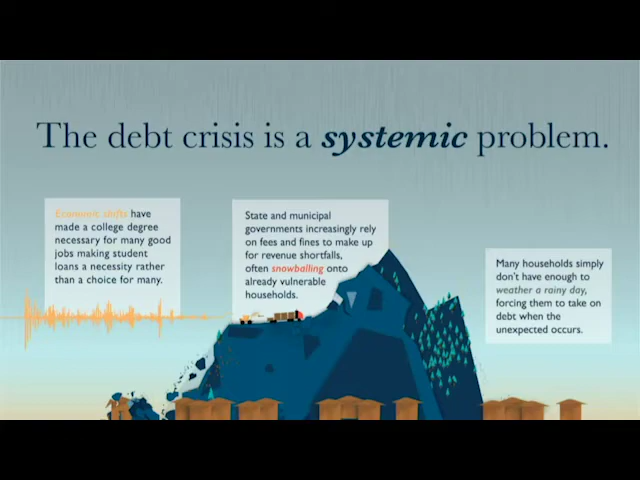 The debt crisis is a systemic problem.
Economic shifts have
made a college degree
necessary for many good
jobs making student
loans a necessity rather
than a choice for many.
State and municipal
governments increasingly rely
on fees and fines to make up
for revenue shortfalls,
often snowballing onto
already vulnerable
households.
Many households simply
don't have enough to
weather a rainy day,
forcing them to take on
debt when the
unexpected occurs.